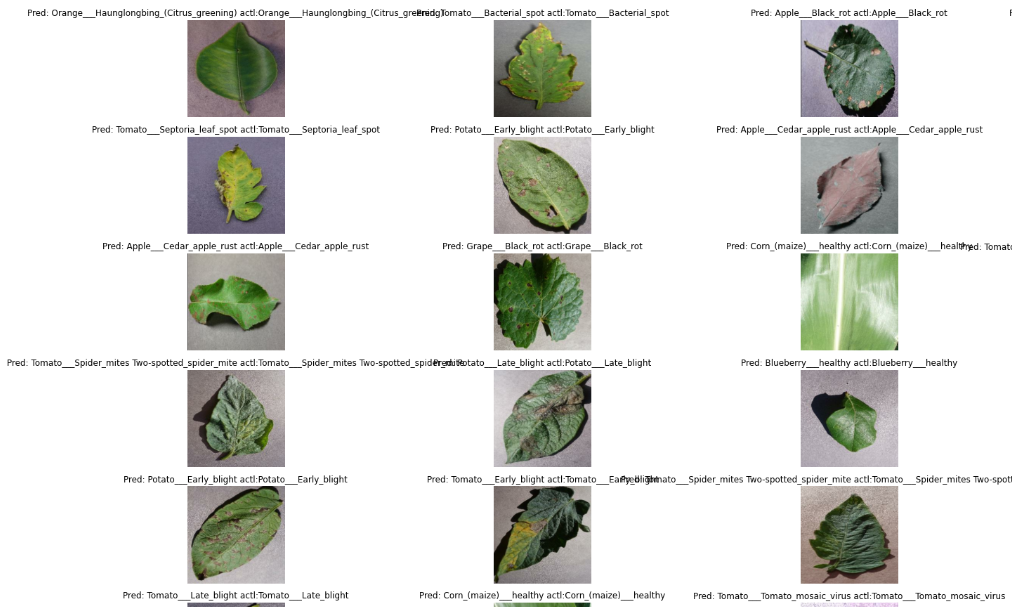 Pred: Orange___Haunglongbing_(Citrus_greening) actl:Orange___Haunglongbing_(Citrus_greening)
Pred: Tomato___Bacterial_spot actl:Tomato___Bacterial_spot
Pred: Apple___Black_rot actl:Apple___Black_rot
Pred: Tomato___Septoria_leaf_spot actl:Tomato___Septoria_leaf_spot
Pred: Potato___Early_blight actl:Potato___Early_blight
Pred: Apple___Cedar_apple_rust actl:Apple___Cedar_apple_rust
Pred: Apple___Cedar_apple_rust actl:Apple___Cedar_apple_rust
Pred: Grape___Black_rot actl:Grape___Black_rot
Pred: Corn_(maize)___healthy actl:Corn_(maize)___healthy
Pred: Tomato___Spider_mites Two-spotted_spider_mite actl:Tomato___Spider_mites Two-spotted_spider_mite
Pred: Potato___Late_blight actl:Potato___Late_blight
Pred: Blueberry___healthy actl:Blueberry___healthy
Pred: Potato___Early_blight actl:Potato___Early_blight
Pred: Tomato___Early_blight actl:Tomato___Early_blight
Pred: Tomato___Spider_mites Two-spotted_spider_mite actl:Tomato___Spider_mites
Pred: Tomato___Late_blight actl:Tomato___Late_blight
Pred: Corn_(maize)___healthy actl:Corn_(maize)___healthy
Pred: Tomato___Tomato_mosaic_virus actl:Tomato___Tomato_mosaic_virus